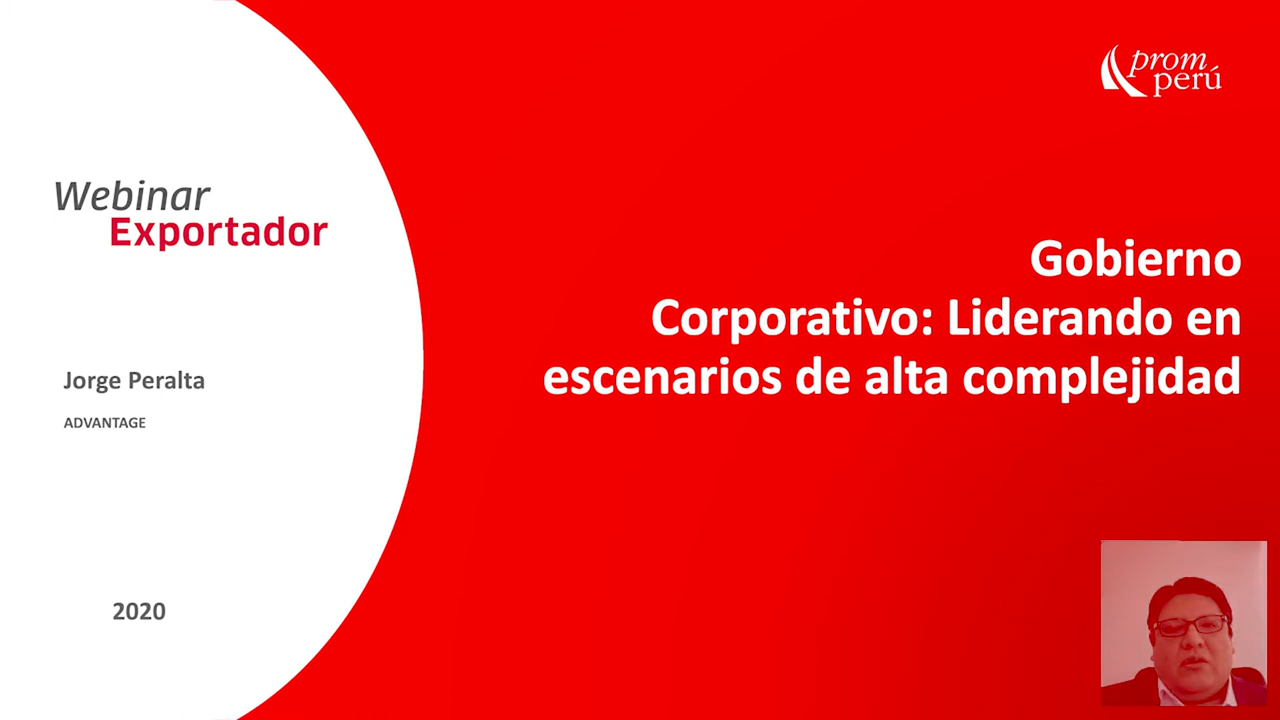 Webinar
Exportador
Jorge Peralta
ADVANTAGE
2020
prom
perú
Gobierno
Corporativo: Liderando en
escenarios de alta complejidad